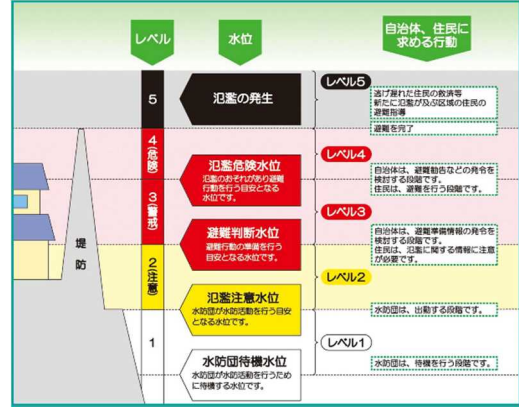 レベル
水位
自治体、住民に
求める行動
5
氾濫の発生
レベル5
逃げ遅れた住民の救済等
新たに氾濫が及ぶ区域の住民の
避難指導
避難を完了
4(危険)
氾濫危険水位
氾濫のおそれがあり避難
行動を行う目安となる
水位です。
レベル4
自治体は、避難勧告などの発令を
検討する段階です。
住民は、避難を行う段階です。
3(警戒)
避難判断水位
避難行動の準備を行う
目安となる水位です。
レベル3
自治体は、避難準備情報の発令を
検討する段階です。
住民は、氾濫に関する情報に注意
が必要です。
堤防
2(注意)
氾濫注意水位
水防団が水防活動を行う目安
となる水位です。
レベル2
水防団は、出動する段階です。
1
水防団待機水位
水防団が水防活動を行うため
に待機する水位です。
レベル1
水防団は、待機を行う段階です。